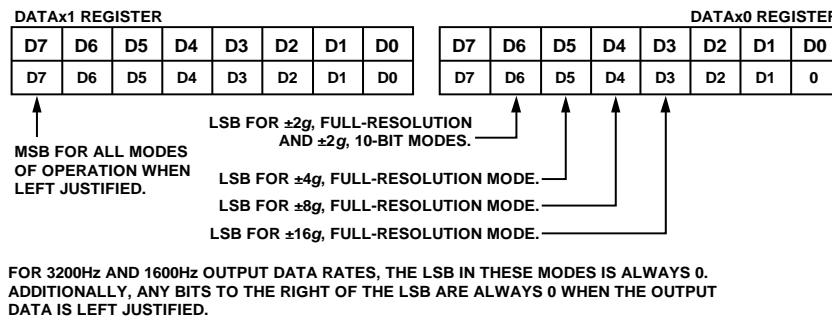 DATAx1 REGISTER DATAx0 REGISTER
D7 D6 D5 D4 D3 D2 D1 D0 D7 D6 D5 D4 D3 D2 D1 D0
D7 D6 D5 D4 D3 D2 D1 D0 D7 D6 D5 D4 D3 D2 D1 0
MSB FOR ALL MODES
OF OPERATION WHEN
LEFT JUSTIFIED.
LSB FOR ±2g, FULL-RESOLUTION
AND ±2g, 10-BIT MODES.
LSB FOR ±4g, FULL-RESOLUTION MODE.
LSB FOR ±8g, FULL-RESOLUTION MODE.
LSB FOR ±16g, FULL-RESOLUTION MODE.
FOR 3200Hz AND 1600Hz OUTPUT DATA RATES, THE LSB IN THESE MODES IS ALWAYS 0.
ADDITIONALLY, ANY BITS TO THE RIGHT OF THE LSB ARE ALWAYS 0 WHEN THE OUTPUT
DATA IS LEFT JUSTIFIED.